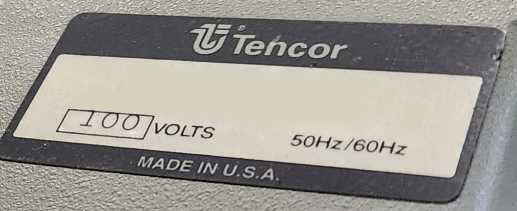 Tencor
100 VOLTS 50Hz/60Hz
MADE IN U.S.A.